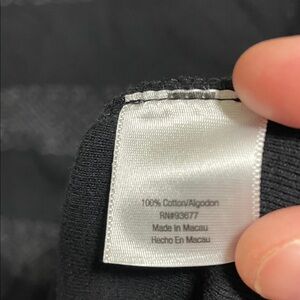 100% Cotton/Algodon
RN#93677
Made in Macau
Hecho En Macau